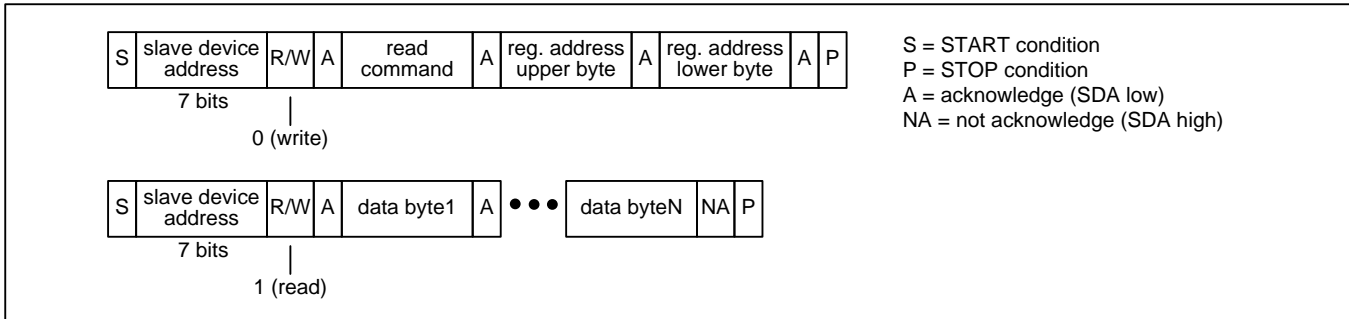 S slave device address R/W A read command A reg. address upper byte A reg. address lower byte A P
7 bits
0 (write)
S slave device address R/W A data byte1 A ••• data byteN NA P
7 bits
1 (read)
S = START condition
P = STOP condition
A = acknowledge (SDA low)
NA = not acknowledge (SDA high)